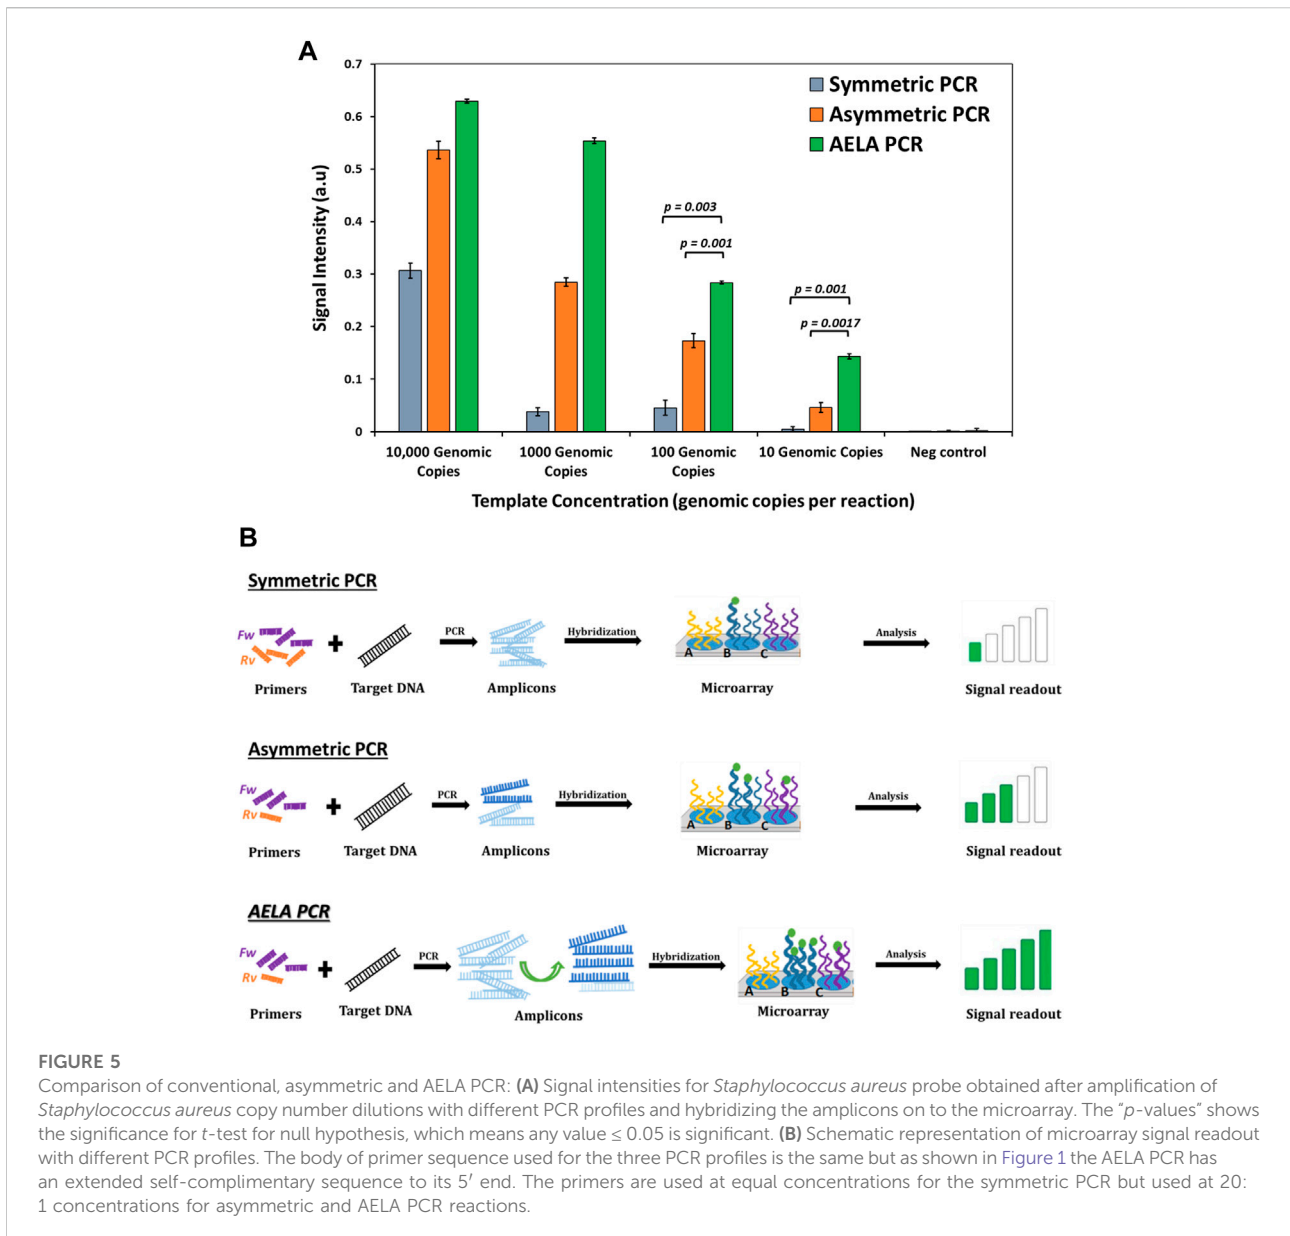 A
0.7
0.6
0.5
0.4
0.3
0.2
0.1
0
Signal Intensity (a.u)
Symmetric PCR
Asymmetric PCR
AELA PCR
p = 0.003
p = 0.001
p = 0.001
p = 0.0017
10,000 Genomic Copies
1000 Genomic Copies
100 Genomic Copies
10 Genomic Copies
Neg control
Template Concentration (genomic copies per reaction)
B
Symmetric PCR
Fw
Rv
Primers
Target DNA
PCR
Amplicons
Hybridization
A B C
Microarray
Analysis
Signal readout
Asymmetric PCR
Fw
Rv
Primers
Target DNA
PCR
Amplicons
Hybridization
A B C
Microarray
Analysis
Signal readout
AELA PCR
Fw
Rv
Primers
Target DNA
PCR
Amplicons
Hybridization
A B C
Microarray
Analysis
Signal readout
FIGURE 5
Comparison of conventional, asymmetric and AELA PCR: (A) Signal intensities for Staphylococcus aureus probe obtained after amplification of
Staphylococcus aureus copy number dilutions with different PCR profiles and hybridizing the amplicons on to the microarray. The “p-values” shows
the significance for t-test for null hypothesis, which means any value ≤ 0.05 is significant. (B) Schematic representation of microarray signal readout
with different PCR profiles. The body of primer sequence used for the three PCR profiles is the same but as shown in Figure 1 the AELA PCR has
an extended self-complimentary sequence to its 5′ end. The primers are used at equal concentrations for the symmetric PCR but used at 20:
1 concentrations for asymmetric and AELA PCR reactions.